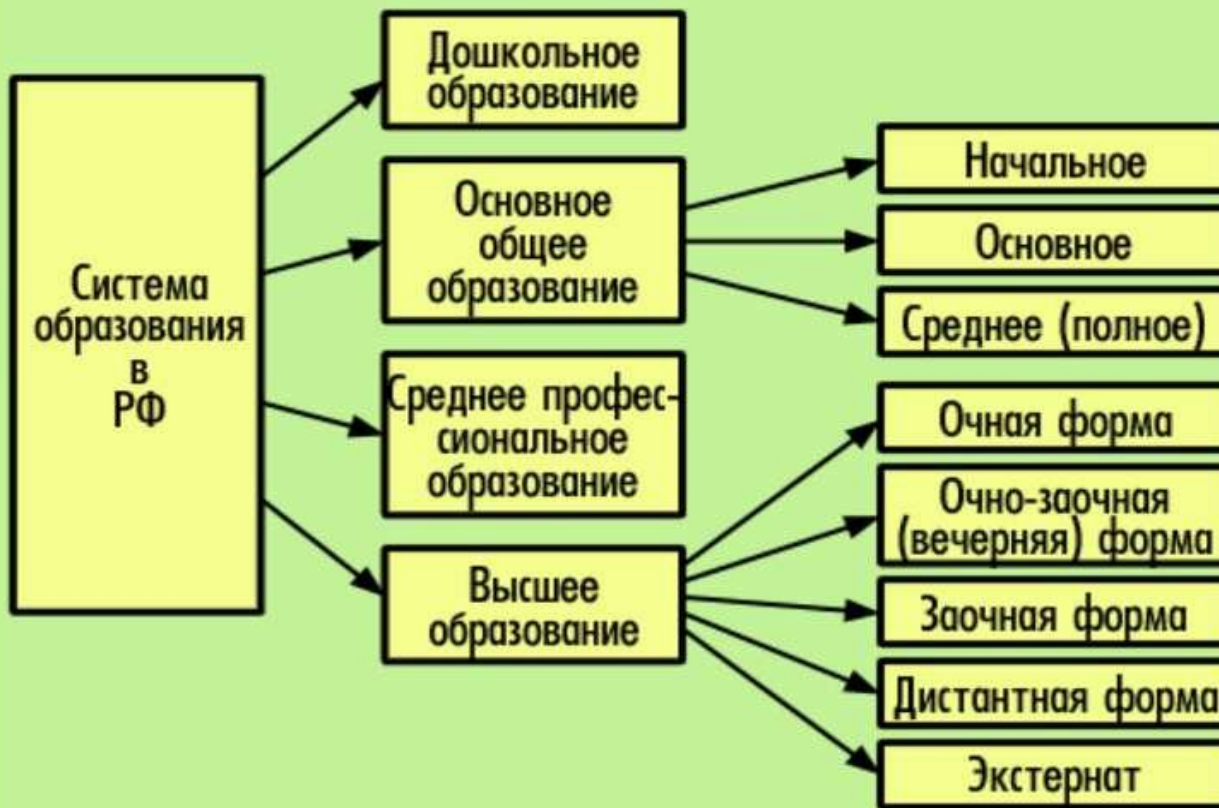 Система
образования
в
РФ
Дошкольное
образование
Основное
общее
образование
Среднее профес-
сиональное
образование
Высшее
образование
Начальное
Основное
Среднее (полное)
Очная форма
Очно-заочная
(вечерняя) форма
Заочная форма
Дистантная форма
Экстернат